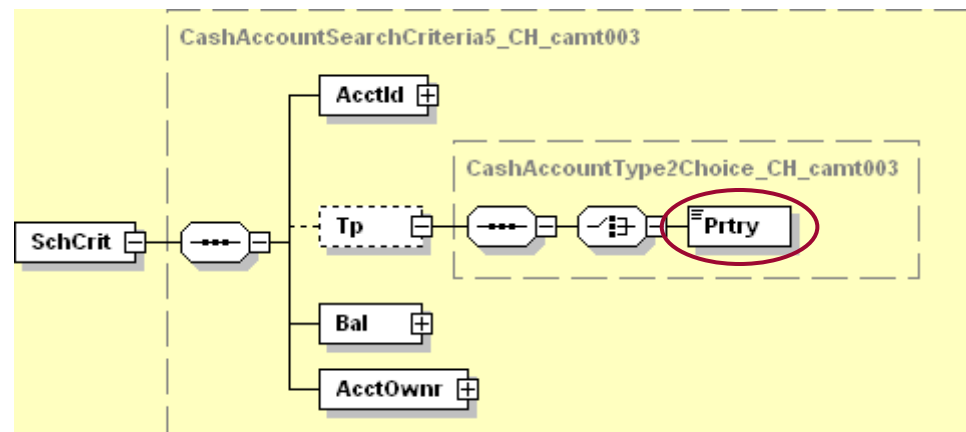 CashAccountSearchCriteria5_CH_camt003
AcctId
CashAccountType2Choice_CH_camt003
SchCrit
Tp
Prtry
Bal
AcctOwnr